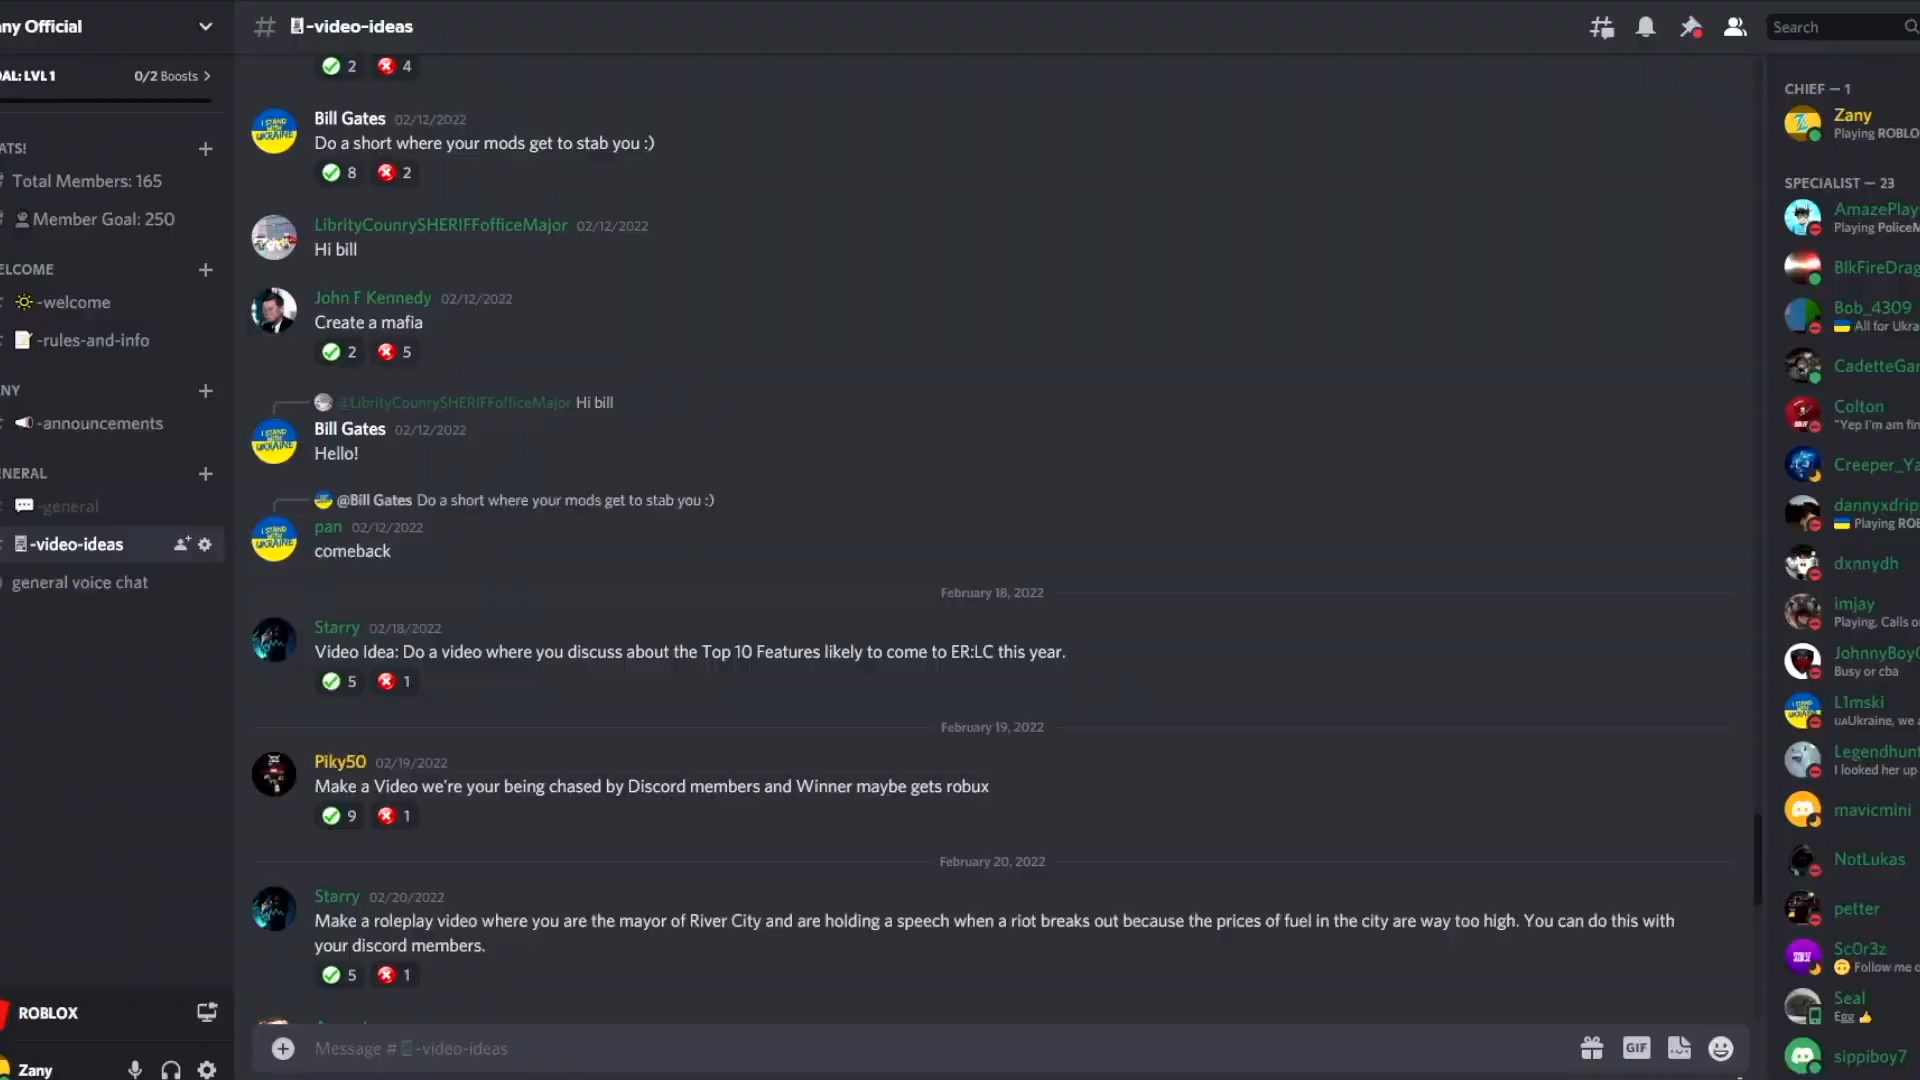 ny Official
AL: LVL 1
0/2 Boosts
ATS!
Total Members: 165
Member Goal: 250
ELCOME
-welcome
-rules-and-info
NY
-announcements
NERAL
-general
-video-ideas
general voice chat
ROBLOX
Zany
-video-ideas
2 4
Bill Gates 02/12/2022
Do a short where your mods get to stab you :)
8 2
LibrityCounrySHERIFFofficeMajor 02/12/2022
Hi bill
John F Kennedy 02/12/2022
Create a mafia
2 5
@LibrityCounrySHERIFFofficeMajor Hi bill
I STAND WITH UKRAINE
Bill Gates 02/12/2022
Hello!
@Bill Gates Do a short where your mods get to stab you :)
pan 02/12/2022
comeback
February 18, 2022
Starry 02/18/2022
Video Idea: Do a video where you discuss about the Top 10 Features likely to come to ER:LC this year.
5 1
February 19, 2022
Piky50 02/19/2022
Make a Video we're your being chased by Discord members and Winner maybe gets robux
9 1
February 20, 2022
Starry 02/20/2022
Make a roleplay video where you are the mayor of River City and are holding a speech when a riot breaks out because the prices of fuel in the city are way too high. You can do this with
your discord members.
5 1
Message # -video-ideas
GIF
Search
CHIEF — 1
Zany
Playing ROBLO
SPECIALIST — 23
AmazePlay
Playing PoliceM
BlkFireDrag
Bob_4309
All for Ukra
CadetteGar
Colton
"Yep I'm am fin
Creeper_Ya
dannyxdrip
Playing ROB
dxnnydh
imjay
Playing, Calls o
JohnnyBoy
Busy or cba
L1mski
UAUkraine, we a
Legendhunt
I looked her up
mavicmini
NotLukas
petter
Sc0r3z
Follow me o
Seal
Egg
sippiboy7